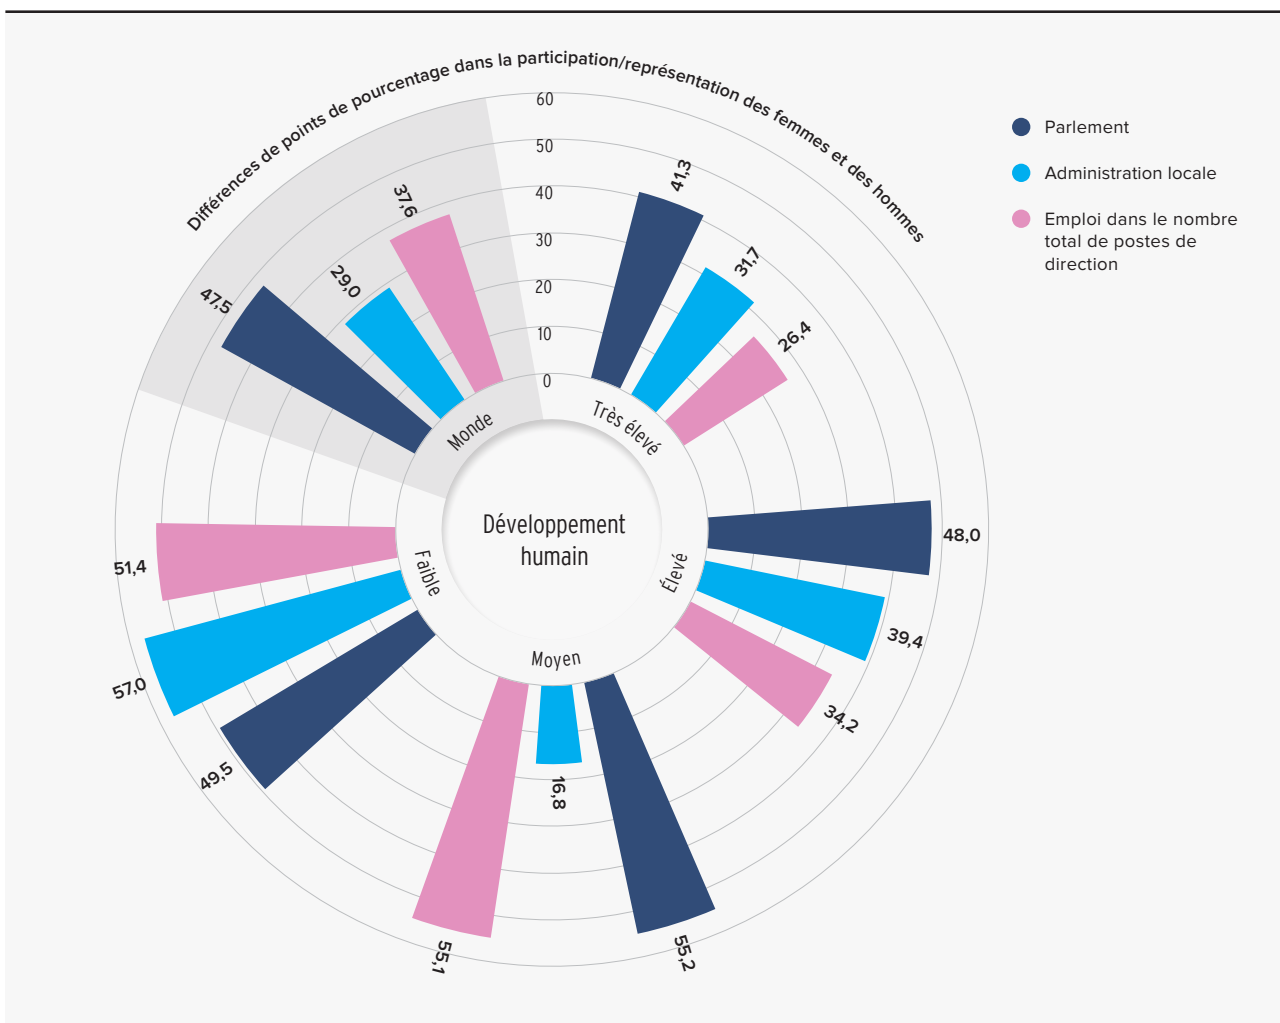 Différences de points de pourcentage dans la participation/représentation des femmes et des hommes
60
50
40
30
20
10
0
Parlement
Administration locale
Emploi dans le nombre
total de postes de
direction
41,3
31,7
26,4
Très élevé
48,0
39,4
34,2
Élevé
55,2
16,8
55,1
Moyen
49,5
57,0
51,4
Faible
47,5
29,0
37,6
Monde
Développement
humain